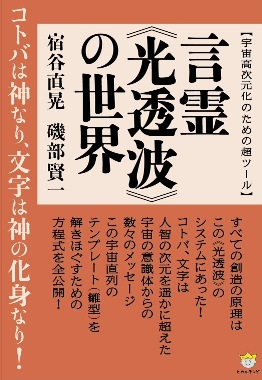 【宇宙高次元化のための超ツール】
言霊
《光透波》
の世界
宿谷直晃 磯部賢一
すべての創造の原理は
この《光透波》の
システムにあった！
コトバ、文字は
人智の次元を遥かに超えた
宇宙の意識体からの
数々のメッセージ
この宇宙直列の
テンプレート（雛型）を
解きほぐすための
方程式を全公開！
コトバは神なり、文字は神の化身なり！